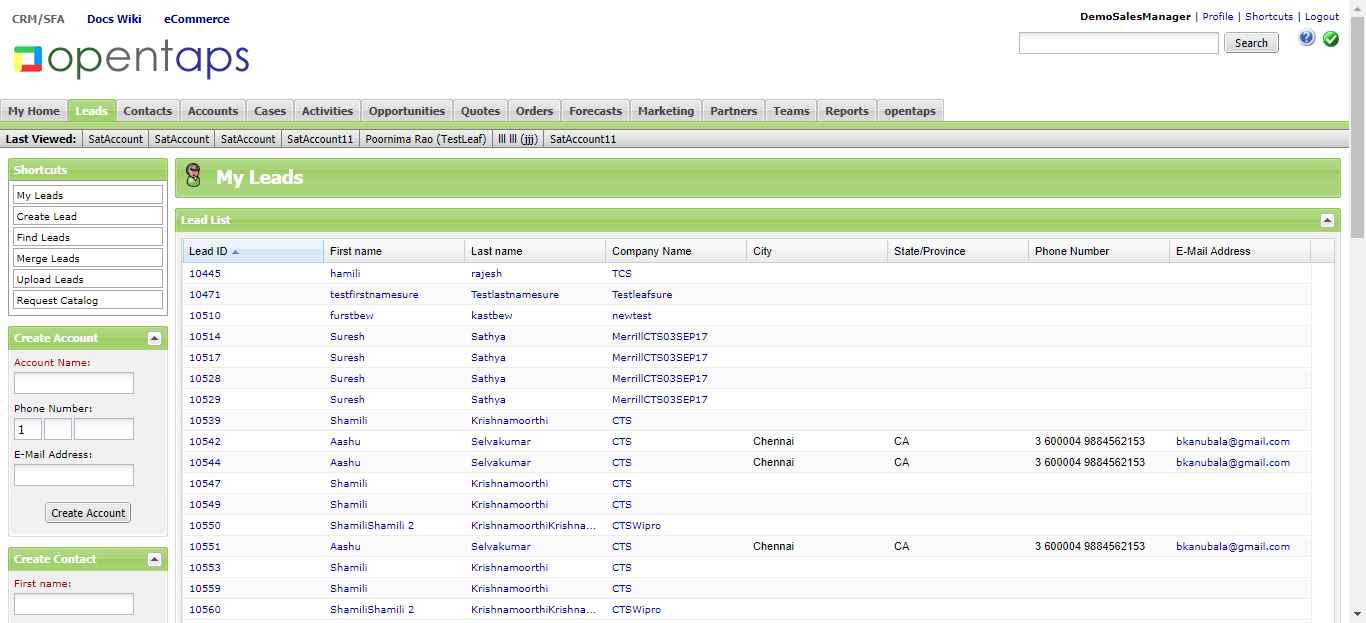 CRM/SFA Docs Wiki eCommerce
DemoSalesManager | Profile | Shortcuts | Logout
opentaps
Search
My Home Leads Contacts Accounts Cases Activities Opportunities Quotes Orders Forecasts Marketing Partners Teams Reports opentaps
Last Viewed: SatAccount SatAccount SatAccount SatAccount11 Poornima Rao (TestLeaf) lll lll (jjj) SatAccount11
Shortcuts
My Leads
Create Lead
Find Leads
Merge Leads
Upload Leads
Request Catalog
Create Account
Account Name:
Phone Number:
1
E-Mail Address:
Create Account
Create Contact
First name:
My Leads
Lead List
Lead ID First name Last name Company Name City State/Province Phone Number E-Mail Address
10445 hamili rajesh TCS
10471 testfirstnamesure Testlastnamesure Testleafsure
10510 furstbew kastbew newtest
10514 Suresh Sathya MerrillCTS03SEP17
10517 Suresh Sathya MerrillCTS03SEP17
10528 Suresh Sathya MerrillCTS03SEP17
10529 Suresh Sathya MerrillCTS03SEP17
10539 Shamili Krishnamoorthi CTS
10542 Aashu Selvakumar CTS Chennai CA 3 600004 9884562153 bkanubala@gmail.com
10544 Aashu Selvakumar CTS Chennai CA 3 600004 9884562153 bkanubala@gmail.com
10547 Shamili Krishnamoorthi CTS
10549 Shamili Krishnamoorthi CTS
10550 ShamiliShamili 2 KrishnamoorthiKrishna... CTSWipro
10551 Aashu Selvakumar CTS Chennai CA 3 600004 9884562153 bkanubala@gmail.com
10553 Shamili Krishnamoorthi CTS
10559 Shamili Krishnamoorthi CTS
10560 ShamiliShamili 2 KrishnamoorthiKrishna... CTSWipro